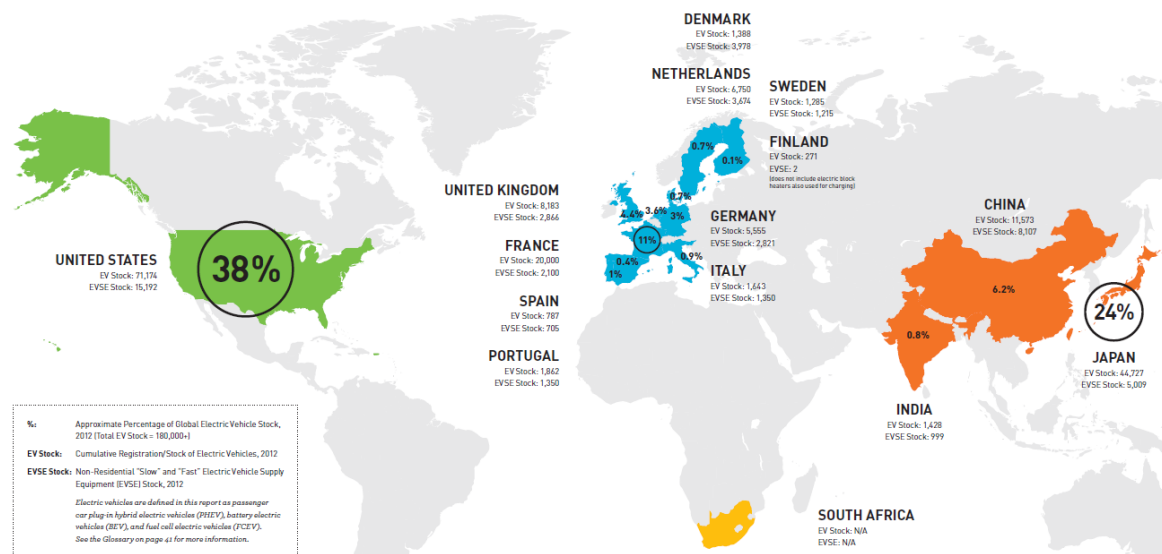 DENMARK
EV Stock: 1,388
EVSE Stock: 3,978
NETHERLANDS
EV Stock: 6,750
EVSE Stock: 3,674
SWEDEN
EV Stock: 1,285
EVSE Stock: 1,215
FINLAND
EV Stock: 271
EVSE: 2
(does not include electric block
heaters also used for charging)
0.7%
0.1%
UNITED KINGDOM
EV Stock: 8,183
EVSE Stock: 2,866
0.7%
4.4%
3.6%
3%
GERMANY
EV Stock: 5,555
EVSE Stock: 2,821
FRANCE
EV Stock: 20,000
EVSE Stock: 2,100
11%
0.9%
0.4%
1%
ITALY
EV Stock: 1,643
EVSE Stock: 1,350
SPAIN
EV Stock: 787
EVSE Stock: 705
PORTUGAL
EV Stock: 1,862
EVSE Stock: 1,350
UNITED STATES
EV Stock: 71,174
EVSE Stock: 15,192
38%
CHINA
EV Stock: 11,573
EVSE Stock: 8,107
6.2%
0.8%
24%
JAPAN
EV Stock: 44,727
EVSE Stock: 5,009
INDIA
EV Stock: 1,428
EVSE Stock: 999
SOUTH AFRICA
EV Stock: N/A
EVSE: N/A
%: Approximate Percentage of Global Electric Vehicle Stock,
2012 (Total EV Stock = 180,000+)
EV Stock: Cumulative Registration/Stock of Electric Vehicles, 2012
EVSE Stock: Non-Residential "Slow" and "Fast" Electric Vehicle Supply
Equipment (EVSE) Stock, 2012
Electric vehicles are defined in this report as passenger
car plug-in hybrid electric vehicles (PHEV), battery electric
vehicles (BEV), and fuel cell electric vehicles (FCEV).
See the Glossary on page 41 for more information.